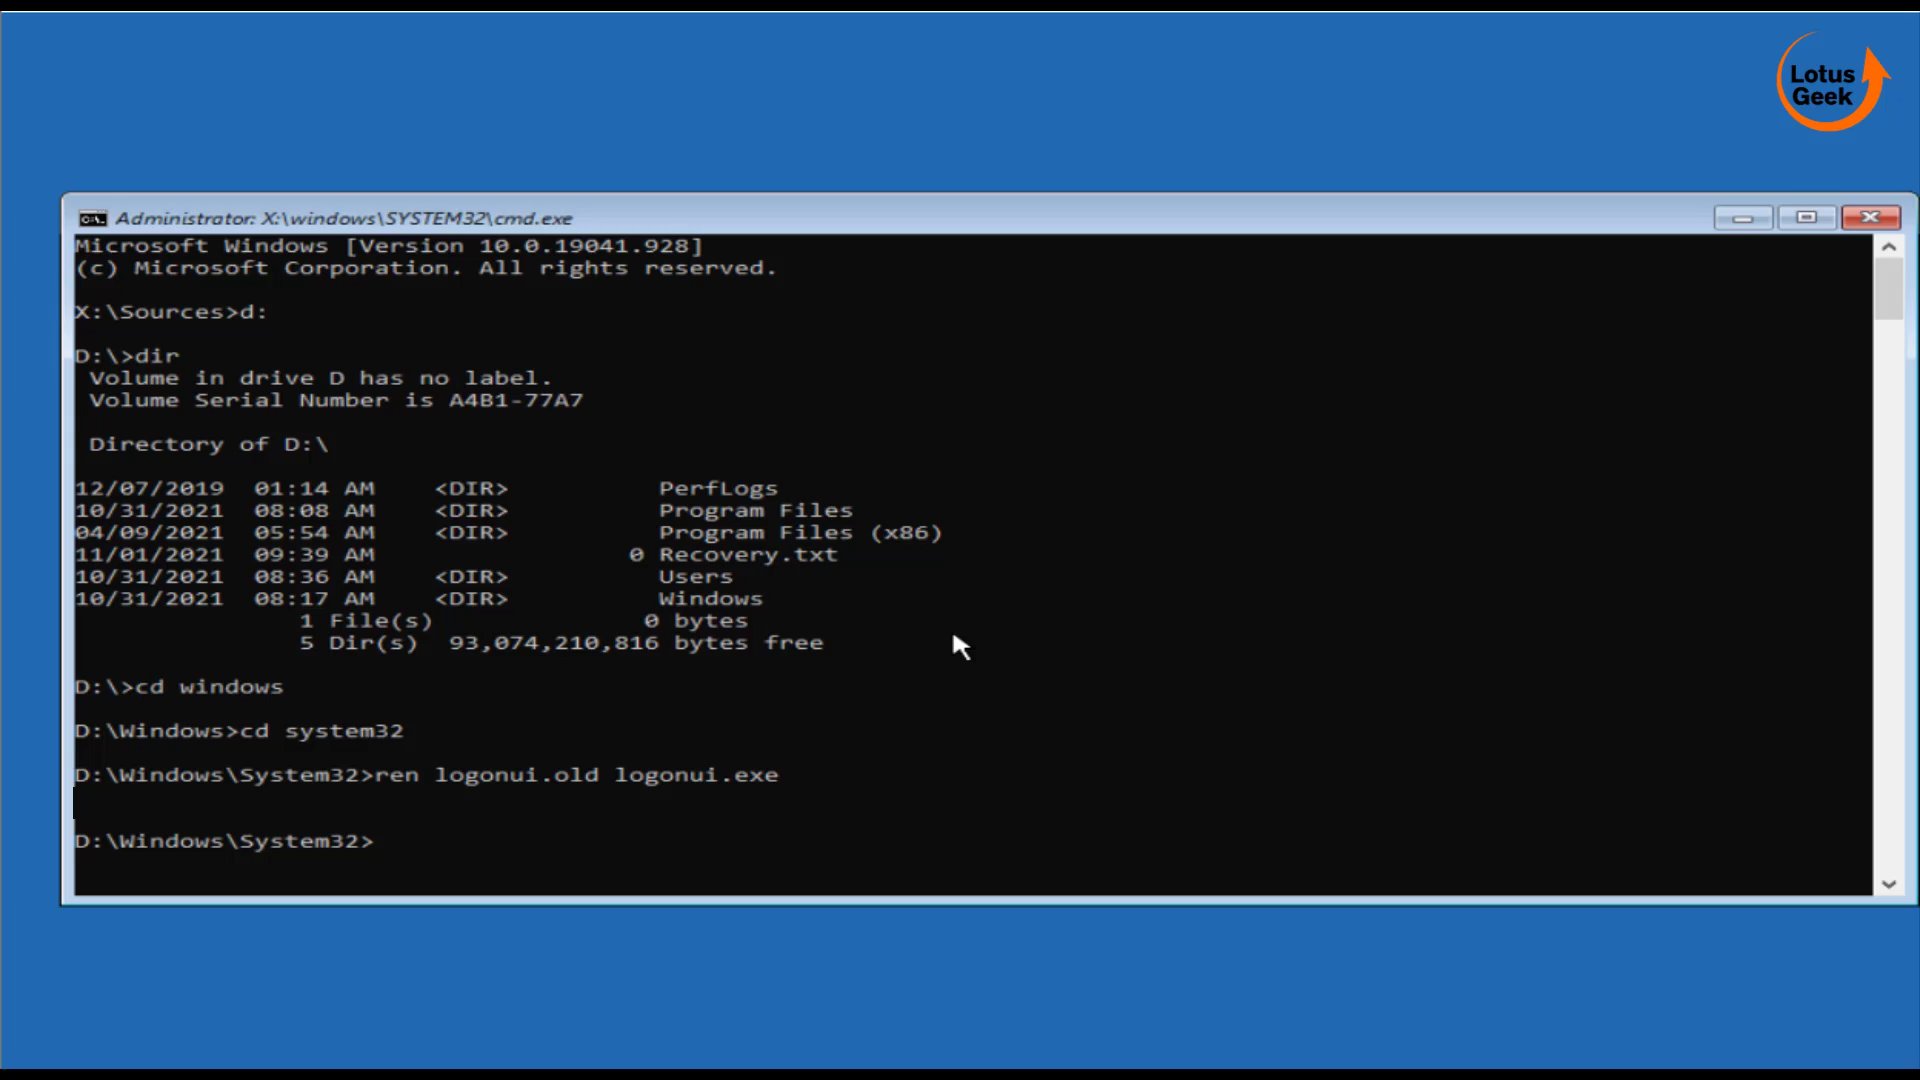 Lotus
Geek
Administrator: X:\windows\SYSTEM32\cmd.exe
Microsoft Windows [Version 10.0.19041.928]
(c) Microsoft Corporation. All rights reserved.
X:\Sources>d:
D:\>dir
Volume in drive D has no label.
Volume Serial Number is A4B1-77A7
Directory of D:\
12/07/2019 01:14 AM <DIR> PerfLogs
10/31/2021 08:08 AM <DIR> Program Files
04/09/2021 05:54 AM <DIR> Program Files (x86)
11/01/2021 09:39 AM 0 Recovery.txt
10/31/2021 08:36 AM <DIR> Users
10/31/2021 08:17 AM <DIR> Windows
1 File(s) 0 bytes
5 Dir(s) 93,074,210,816 bytes free
D:\>cd windows
D:\Windows>cd system32
D:\Windows\System32>ren logonui.old logonui.exe
D:\Windows\System32>